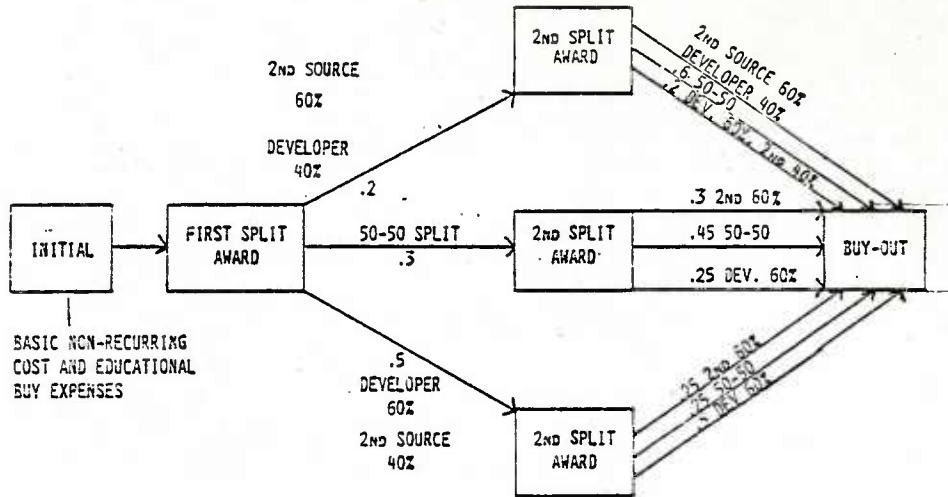 2ND SPLIT
AWARD
2ND SOURCE
60%
DEVELOPER
40%
.2
2ND SOURCE 60%
DEVELOPER 40%
.6 50-50
.2 DEV. 60%, 2ND 40%
INITIAL
FIRST SPLIT
AWARD
50-50 SPLIT
.3
2ND SPLIT
AWARD
.3 2ND 60%
.45 50-50
.25 DEV. 60%
BUY-OUT
BASIC NON-RECURRING
COST AND EDUCATIONAL
BUY EXPENSES
.5
DEVELOPER
60%
2ND SOURCE
40%
2ND SPLIT
AWARD
.25 2ND 60%
.25 50-50
.5 DEV 60%